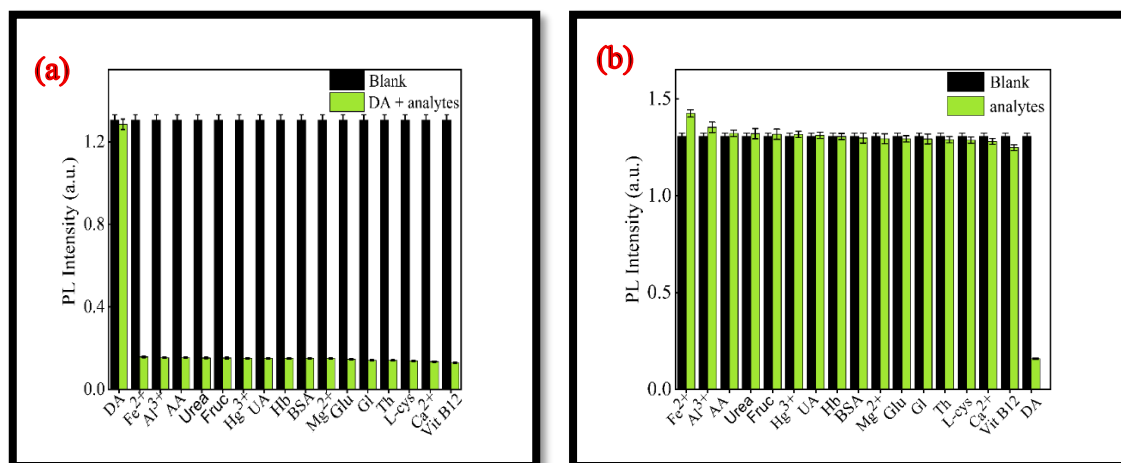 (a)
Blank
DA + analytes
PL Intensity (a.u.)
1.2
0.8
0.4
0.0
DA
Fe2+
Al3+
AA
Urea
Fruc
Hg3+
UA
Hb
BSA
Mg2+
Glu
Gl
Th
L-cys
Ca2+
Vit B12
(b)
Blank
analytes
PL Intensity (a.u.)
1.5
1.0
0.5
0.0
Fe2+
Al3+
AA
Urea
Fruc
Hg3+
UA
Hb
BSA
Mg2+
Glu
Gl
Th
L-cys
Ca2+
Vit B12
DA